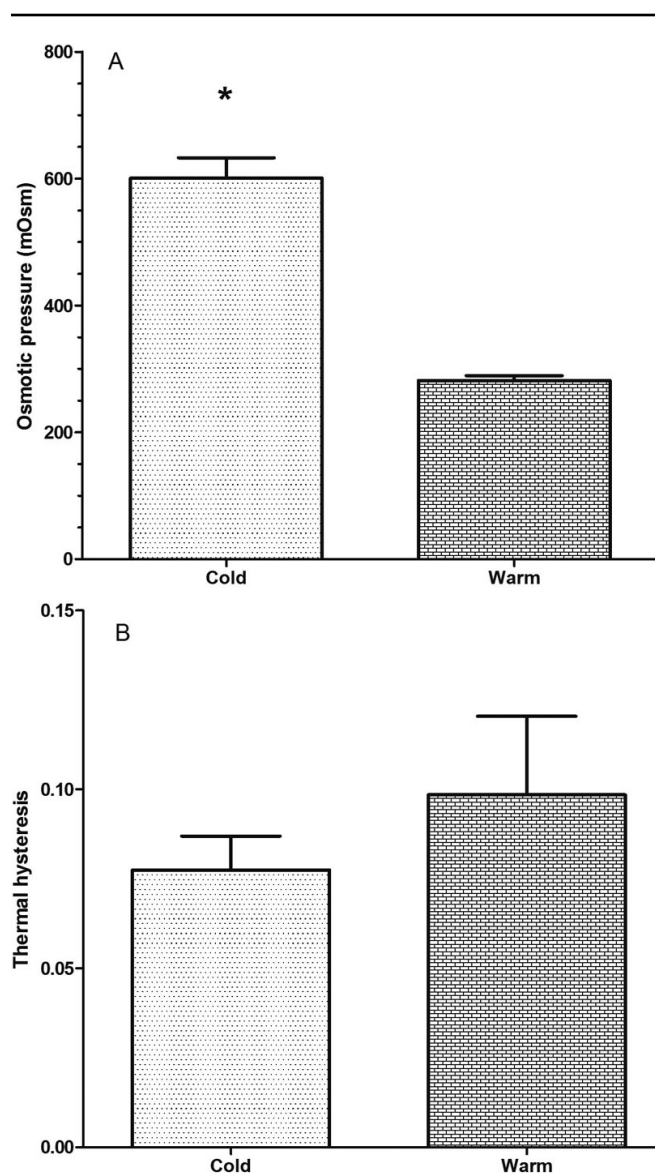 A
*
Osmotic pressure (mOsm)
800
600
400
200
0
Cold Warm
B
Thermal hysteresis
0.15
0.10
0.05
0.00
Cold Warm